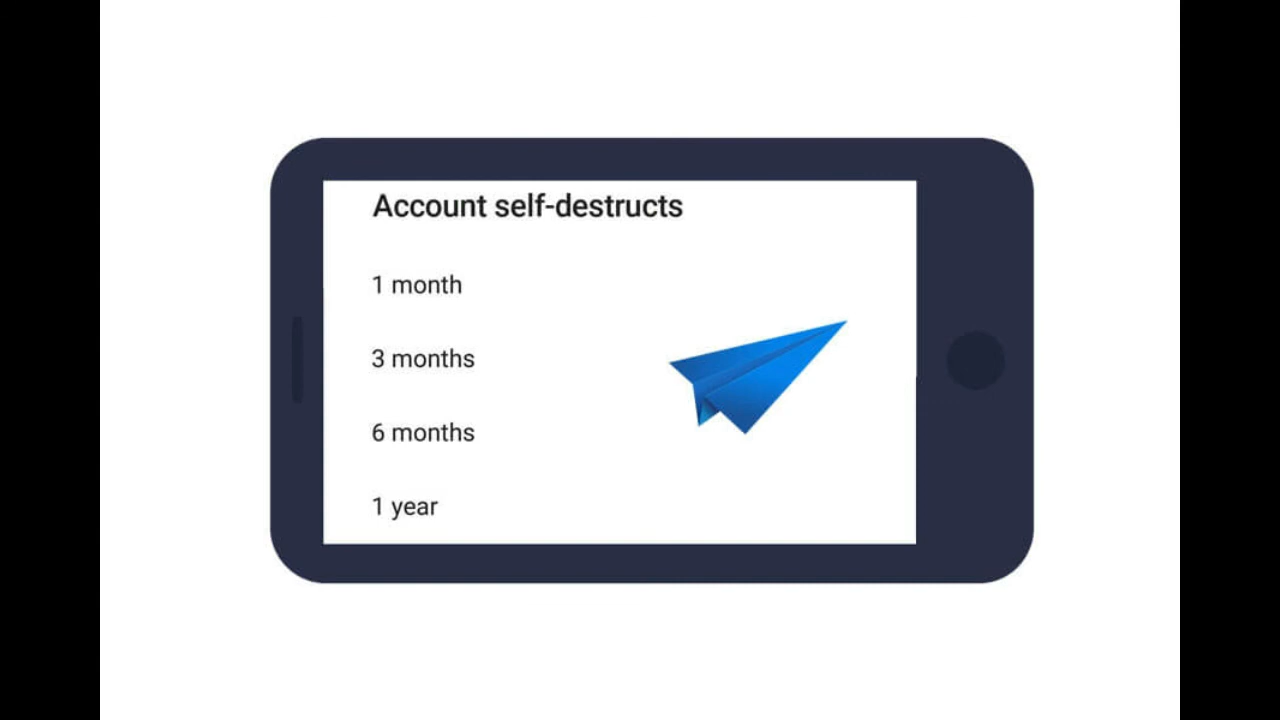 Account self-destructs
1 month
3 months
6 months
1 year